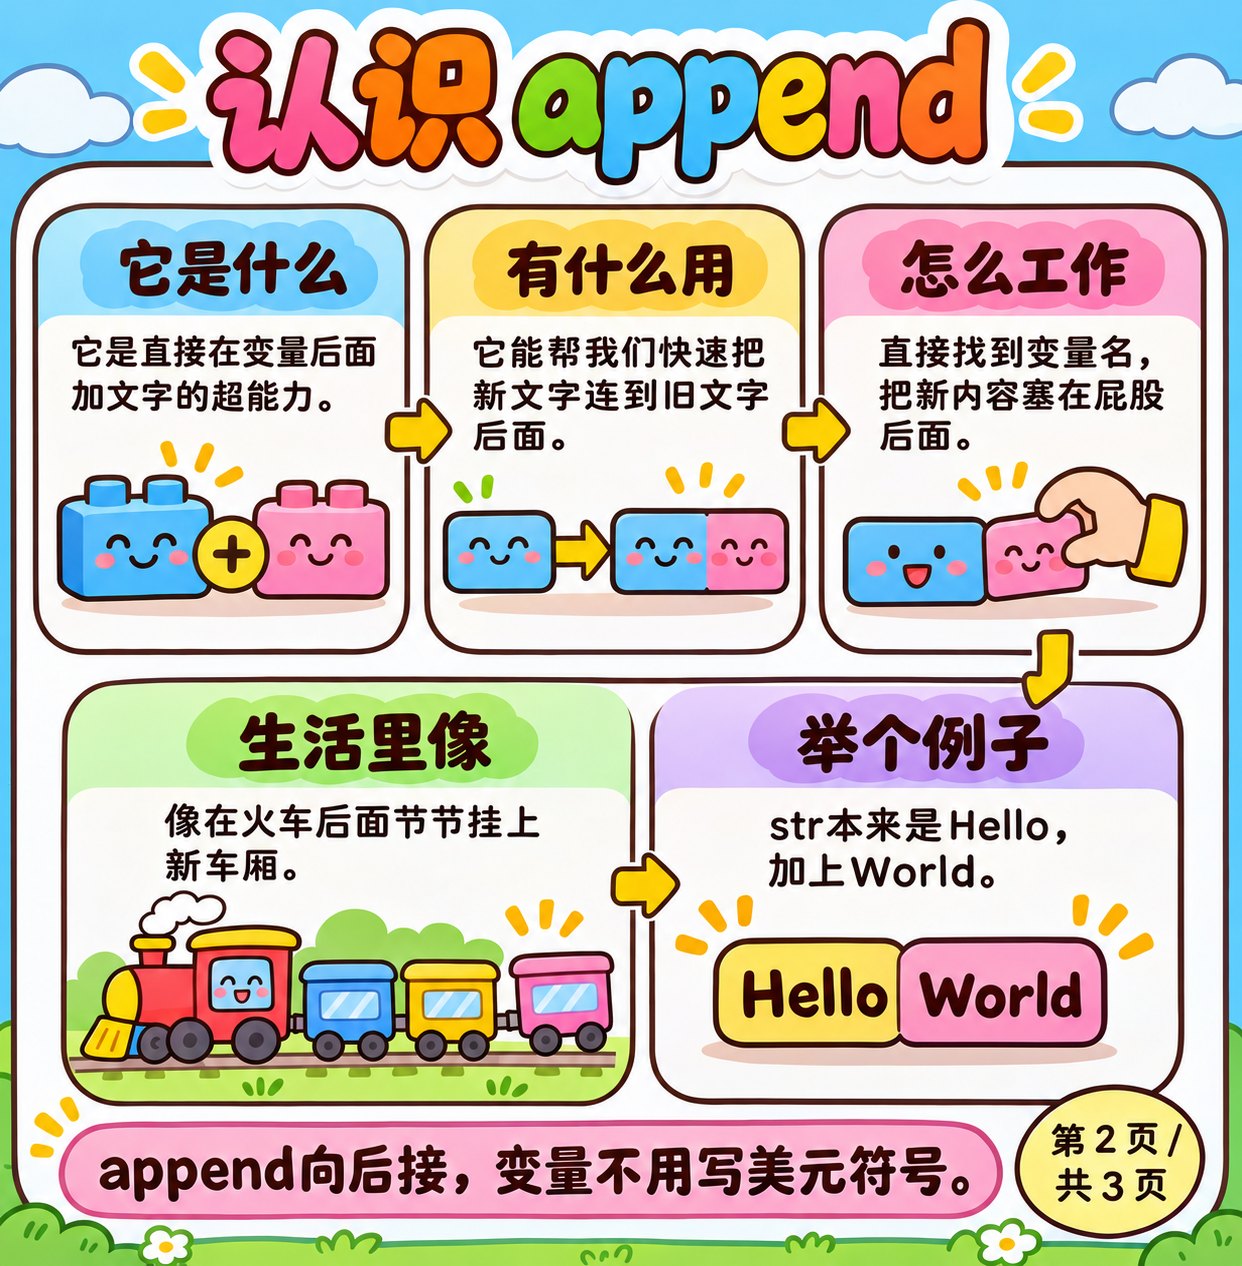 认识append
它是什么
它是直接在变量后面
加文字的超能力。
有什么用
它能帮我们快速把
新文字连到旧文字
后面。
怎么工作
直接找到变量名，
把新内容塞在屁股
后面。
生活里像
像在火车后面节节挂上
新车厢。
举个例子
str本来是Hello，
加上World。
Hello World
append向后接，变量不用写美元符号。
第2页/
共3页